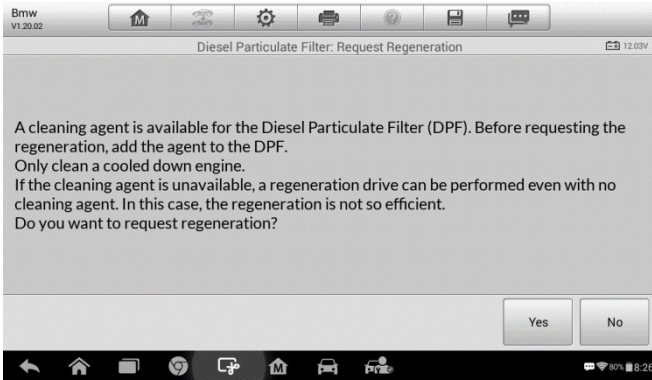 Bmw
V1.20.02
M
Diesel Particulate Filter: Request Regeneration
12.03V
A cleaning agent is available for the Diesel Particulate Filter (DPF). Before requesting the
regeneration, add the agent to the DPF.
Only clean a cooled down engine.
If the cleaning agent is unavailable, a regeneration drive can be performed even with no
cleaning agent. In this case, the regeneration is not so efficient.
Do you want to request regeneration?
Yes
No
M
80% 8:26